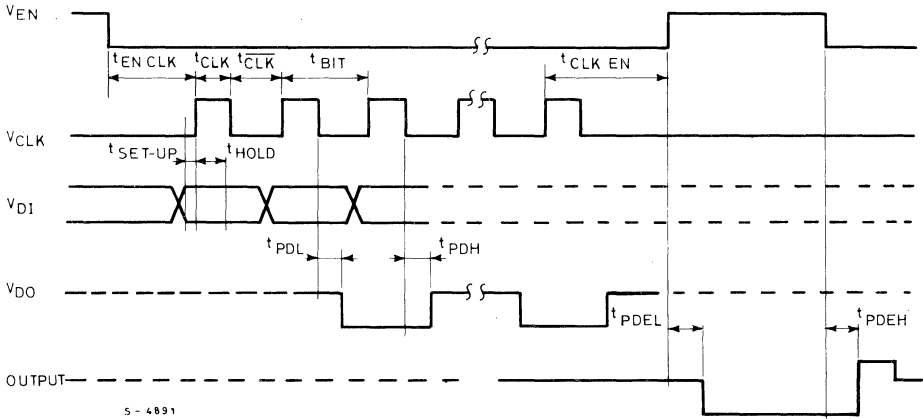 VEN
tEN CLK tCLK tCLK tBIT tCLK EN
VCLK
tSET-UP tHOLD
VDI
tPDL tPDH
VDO
tPDEL tPDEH
OUTPUT
S-4891